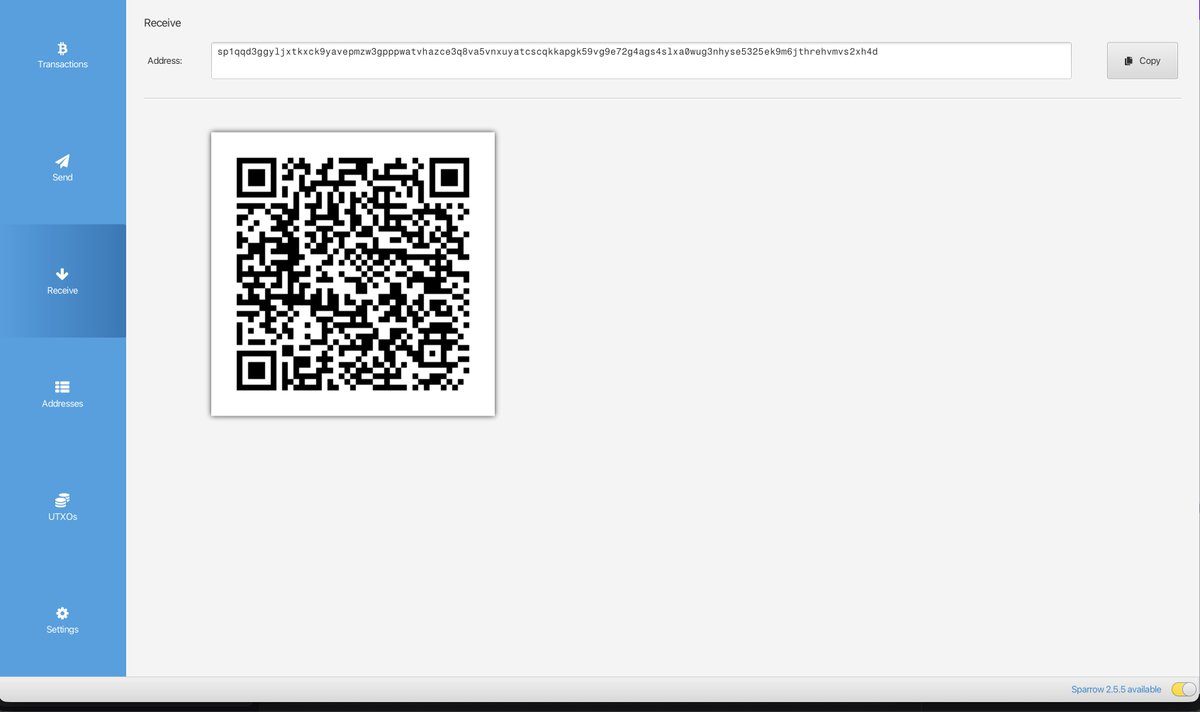 Receive
Address:
sp1qqd3ggyljxtkxck9yavepmzw3gpppwatvhazce3q8va5vnxuyatcscqkkapgk59vg9e72g4ags4slxa0wug3nhyse5325ek9m6jthrehvmvs2xh4d
Copy
Transactions
Send
Receive
Addresses
UTXOs
Settings
Sparrow 2.5.5 available